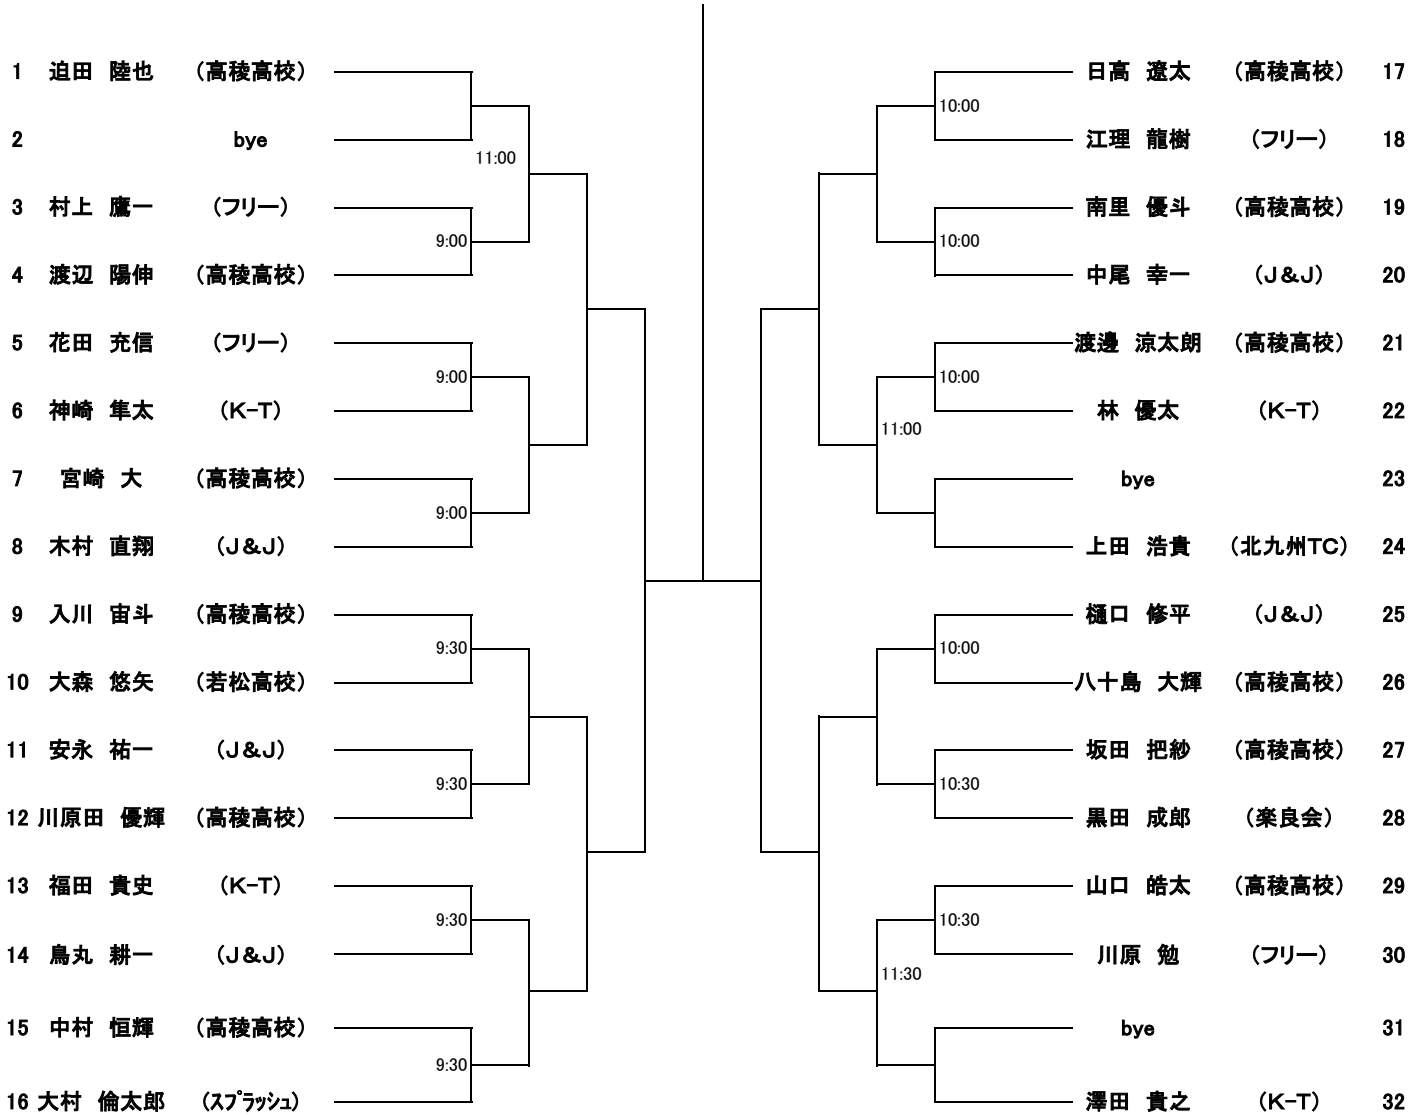 1 迫田 陸也 （高稜高校）
2 bye
11:00
3 村上 鷹一 （フリー）
9:00
4 渡辺 陽伸 （高稜高校）
5 花田 充信 （フリー）
9:00
6 神崎 隼太 （K-T）
7 宮崎 大 （高稜高校）
9:00
8 木村 直翔 （J＆J）
9 入川 宙斗 （高稜高校）
9:30
10 大森 悠矢 （若松高校）
11 安永 祐一 （J＆J）
9:30
12 川原田 優輝 （高稜高校）
13 福田 貴史 （K-T）
9:30
14 鳥丸 耕一 （J＆J）
15 中村 恒輝 （高稜高校）
9:30
16 大村 倫太郎 （ｽﾌﾟﾗｯｼｭ）
日高 遼太 （高稜高校） 17
10:00
江理 龍樹 （フリー） 18
南里 優斗 （高稜高校） 19
10:00
中尾 幸一 （J＆J） 20
渡邊 涼太朗 （高稜高校） 21
10:00
林 優太 （K-T） 22
11:00
bye 23
上田 浩貴 （北九州TC） 24
樋口 修平 （J＆J） 25
10:00
八十島 大輝 （高稜高校） 26
坂田 把紗 （高稜高校） 27
10:30
黒田 成郎 （楽良会） 28
山口 皓太 （高稜高校） 29
10:30
川原 勉 （フリー） 30
11:30
bye 31
澤田 貴之 （K-T） 32